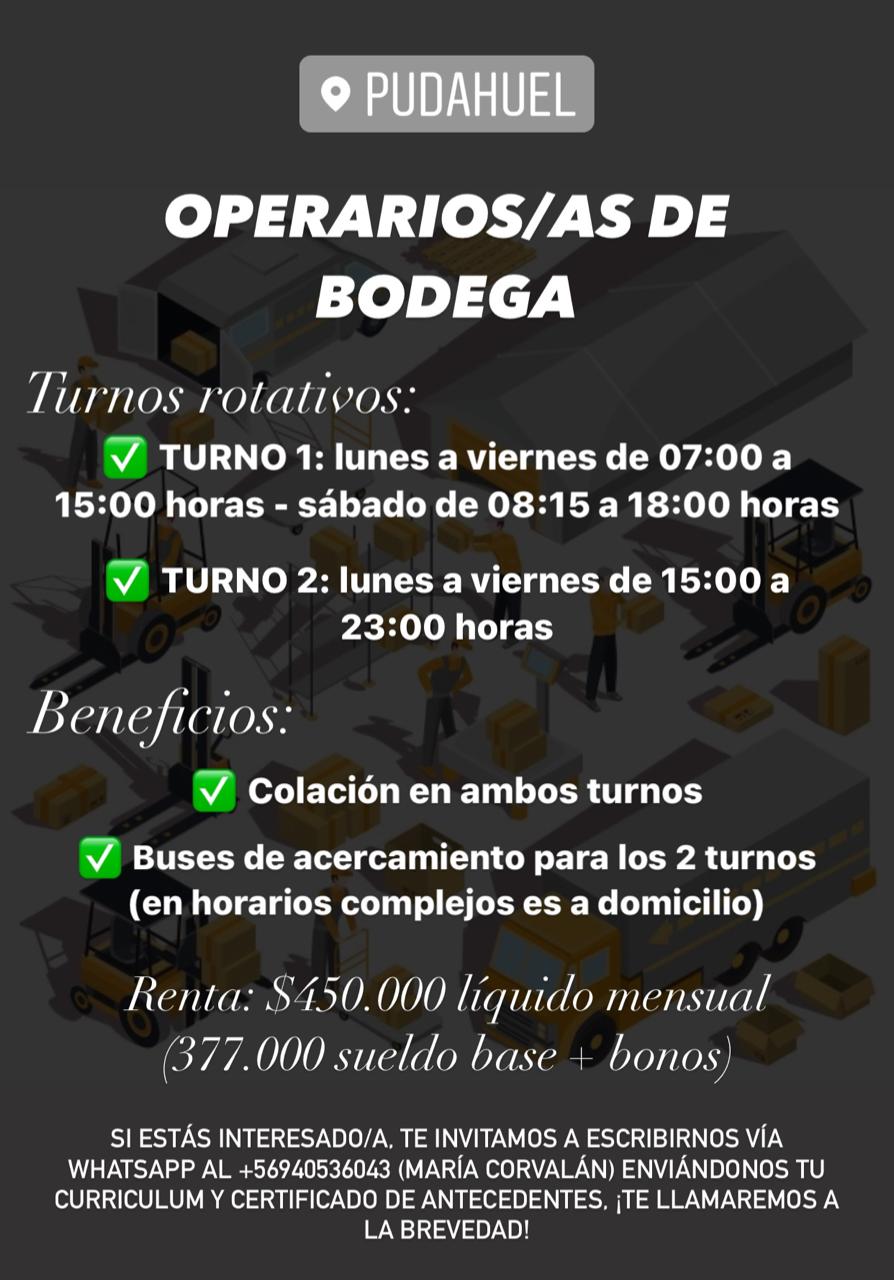 PUDAHUEL
OPERARIOS/AS DE
BODEGA
Turnos rotativos:
✅ TURNO 1: lunes a viernes de 07:00 a
15:00 horas - sábado de 08:15 a 18:00 horas
✅ TURNO 2: lunes a viernes de 15:00 a
23:00 horas
Beneficios:
✅ Colación en ambos turnos
✅ Buses de acercamiento para los 2 turnos
(en horarios complejos es a domicilio)
Renta: $450.000 líquido mensual
(377.000 sueldo base + bonos)
SI ESTÁS INTERESADO/A, TE INVITAMOS A ESCRIBIRNOS VÍA
WHATSAPP AL +56940536043 (MARÍA CORVALÁN) ENVIÁNDONOS TU
CURRICULUM Y CERTIFICADO DE ANTECEDENTES, ¡TE LLAMAREMOS A
LA BREVEDAD!